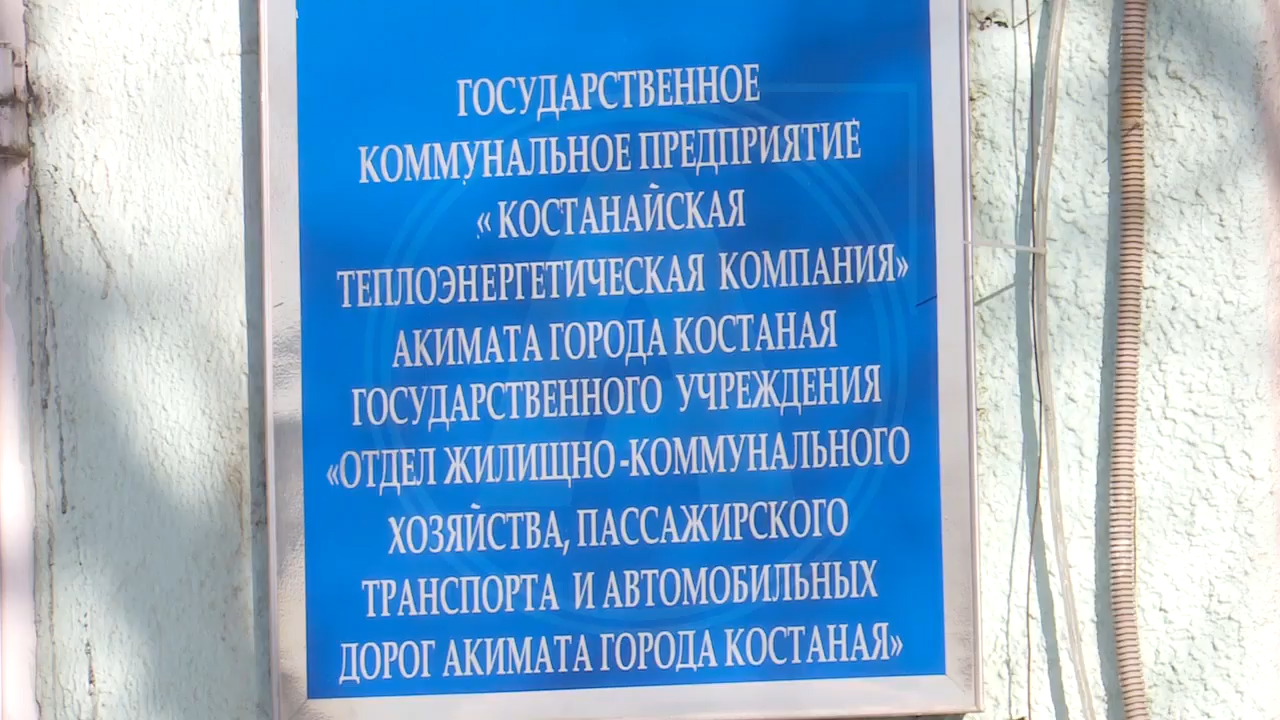 ГОСУДАРСТВЕННОЕ
КОММУНАЛЬНОЕ ПРЕДПРИЯТИЕ
« КОСТАНАЙСКАЯ
ТЕПЛОЭНЕРГЕТИЧЕСКАЯ КОМПАНИЯ»
АКИМАТА ГОРОДА КОСТАНАЯ
ГОСУДАРСТВЕННОГО УЧРЕЖДЕНИЯ
«ОТДЕЛ ЖИЛИЩНО-КОММУНАЛЬНОГО
ХОЗЯЙСТВА, ПАССАЖИРСКОГО
ТРАНСПОРТА И АВТОМОБИЛЬНЫХ
ДОРОГ АКИМАТА ГОРОДА КОСТАНАЯ»